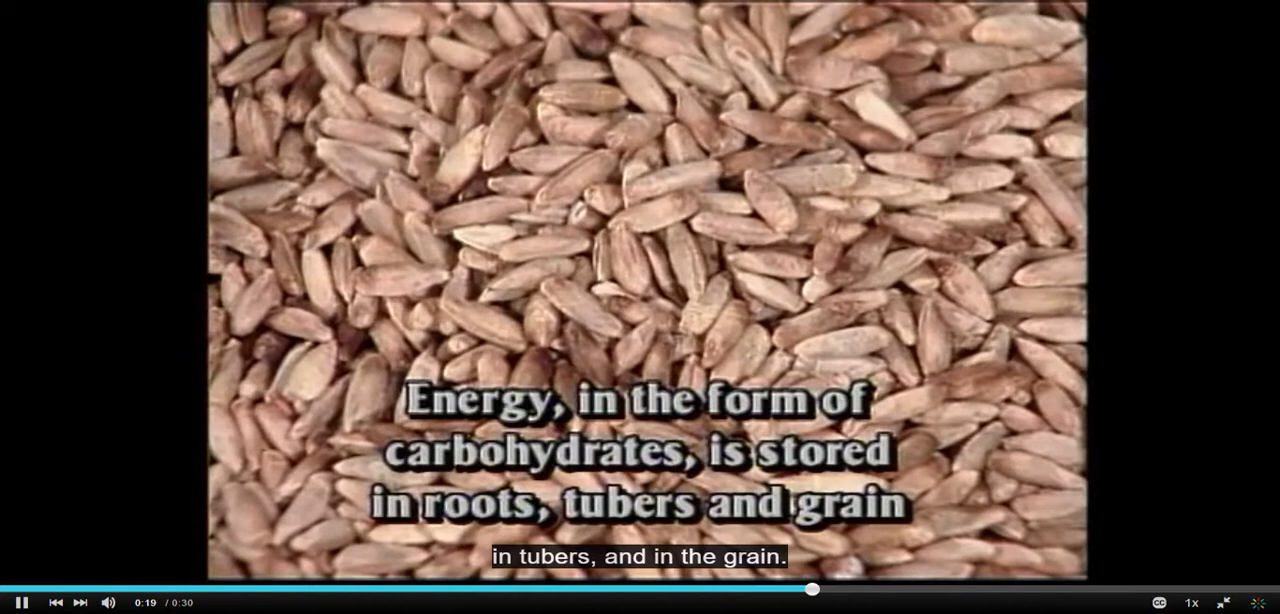 Energy, in the form of
carbohydrates, is stored
in roots, tubers and grain
in tubers, and in the grain.
0:19 / 0:30
CC
1x